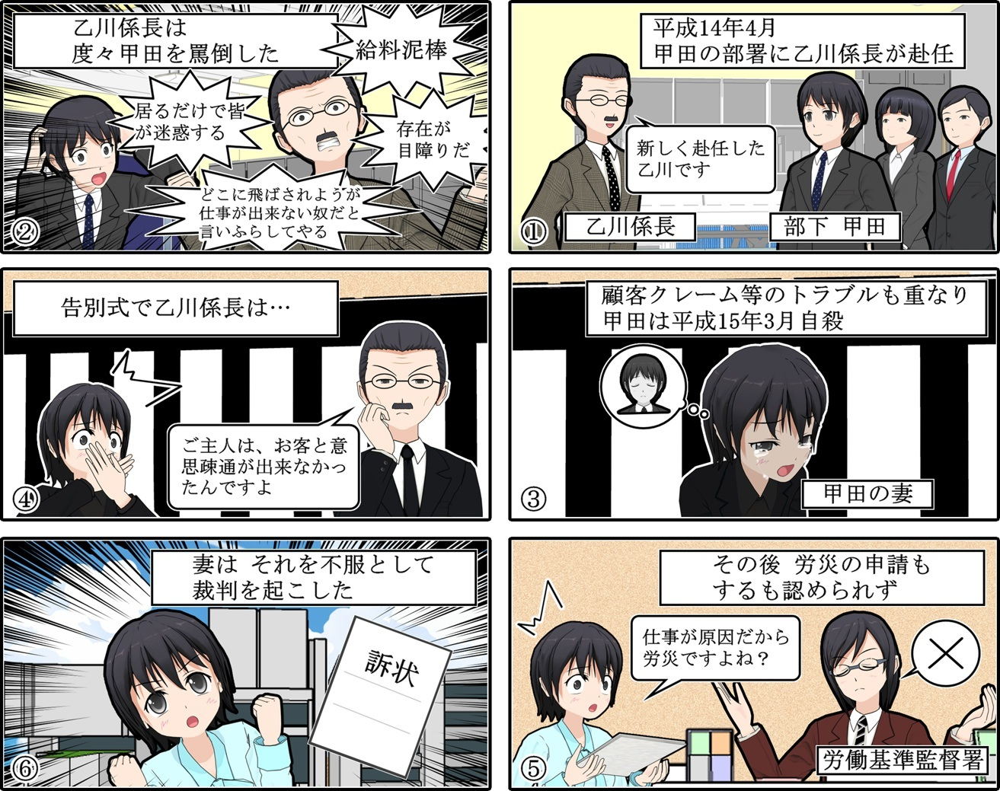 平成14年4月
甲田の部署に乙川係長が赴任
新しく赴任した
乙川です
乙川係長
部下 甲田
①
乙川係長は
度々甲田を罵倒した
給料泥棒
存在が
目障りだ
居るだけで皆
が迷惑する
どこに飛ばされようが
仕事が出来ない奴だと
言いふらしてやる
②
顧客クレーム等のトラブルも重なり
甲田は平成15年3月自殺
甲田の妻
③
告別式で乙川係長は…
ご主人は、お客と意
思疎通が出来なかっ
たんですよ
④
その後 労災の申請も
するも認められず
仕事が原因だから
労災ですよね？
労働基準監督署
⑤
妻は それを不服として
裁判を起こした
訴状
⑥